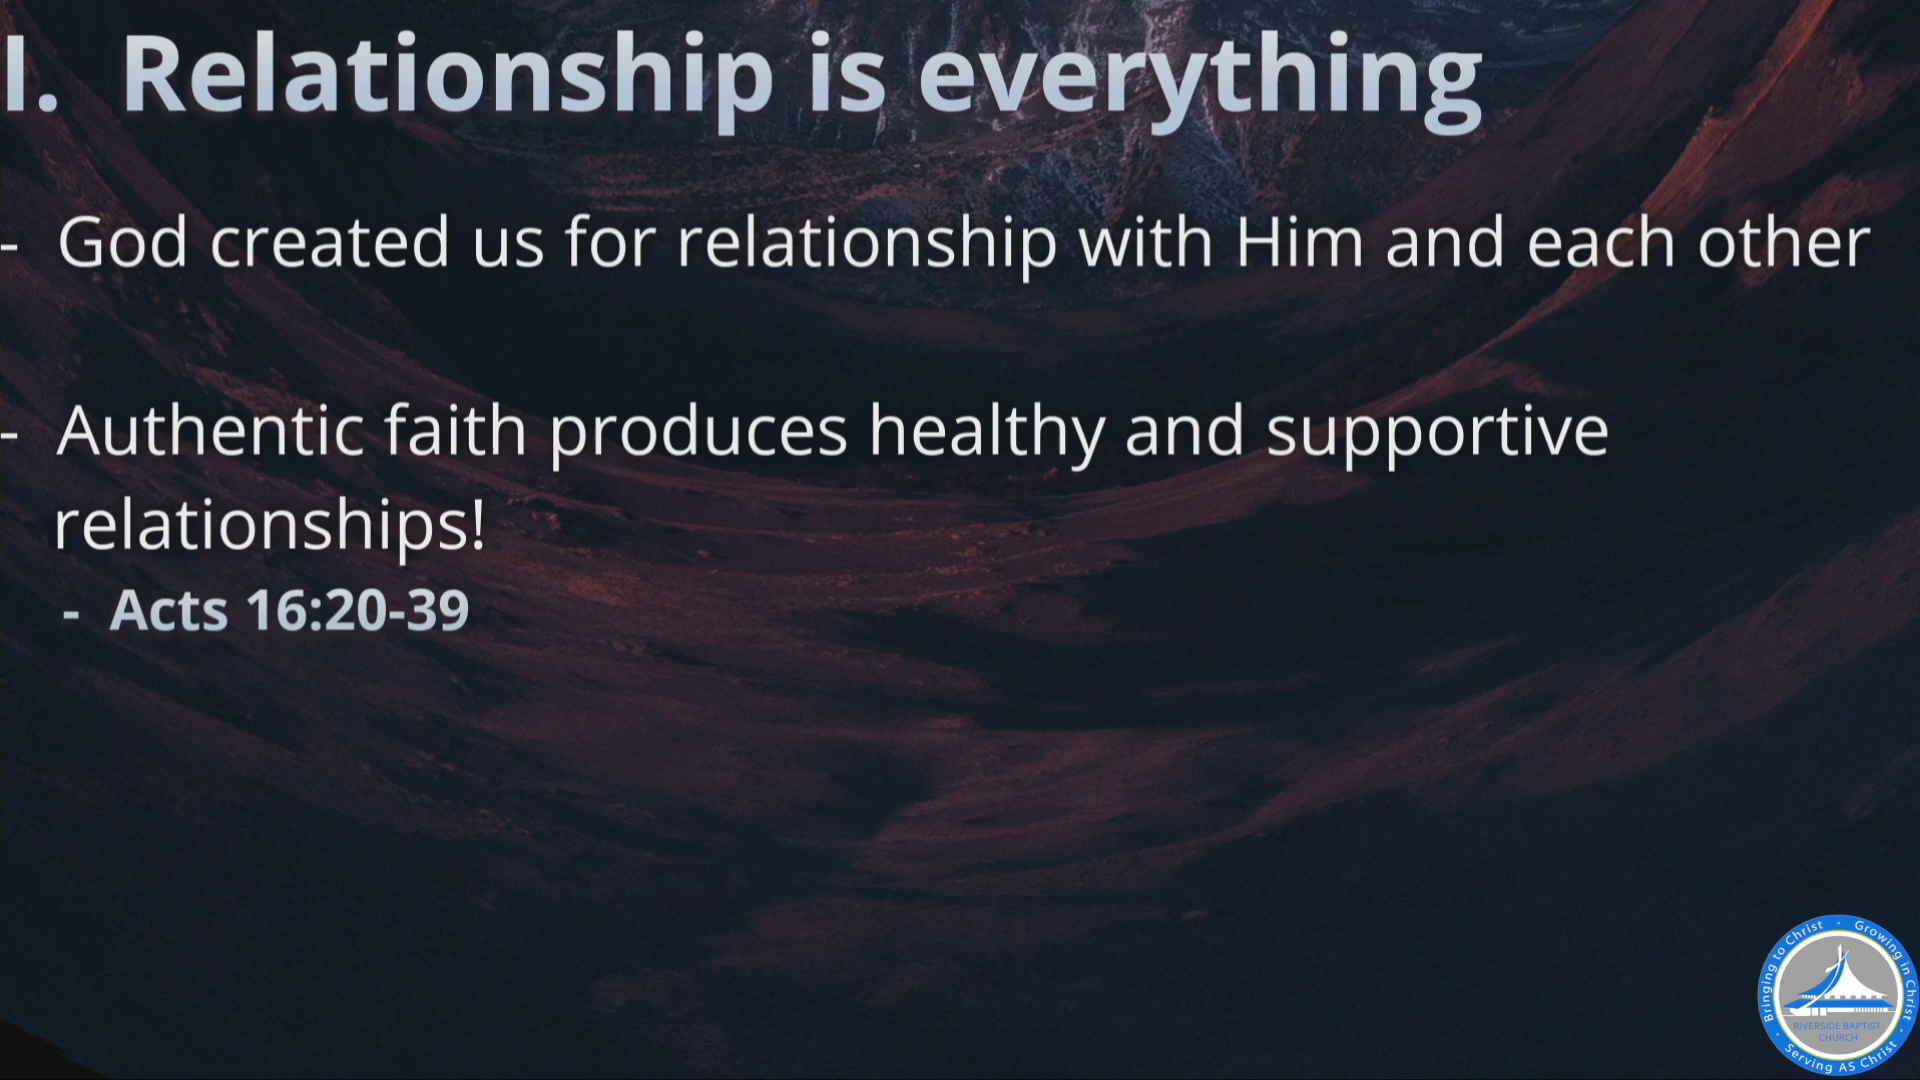 I. Relationship is everything
- God created us for relationship with Him and each other
- Authentic faith produces healthy and supportive
relationships!
- Acts 16:20-39
Bringing to Christ • Growing in Christ • Serving AS Christ •
RIVERSIDE BAPTIST
CHURCH